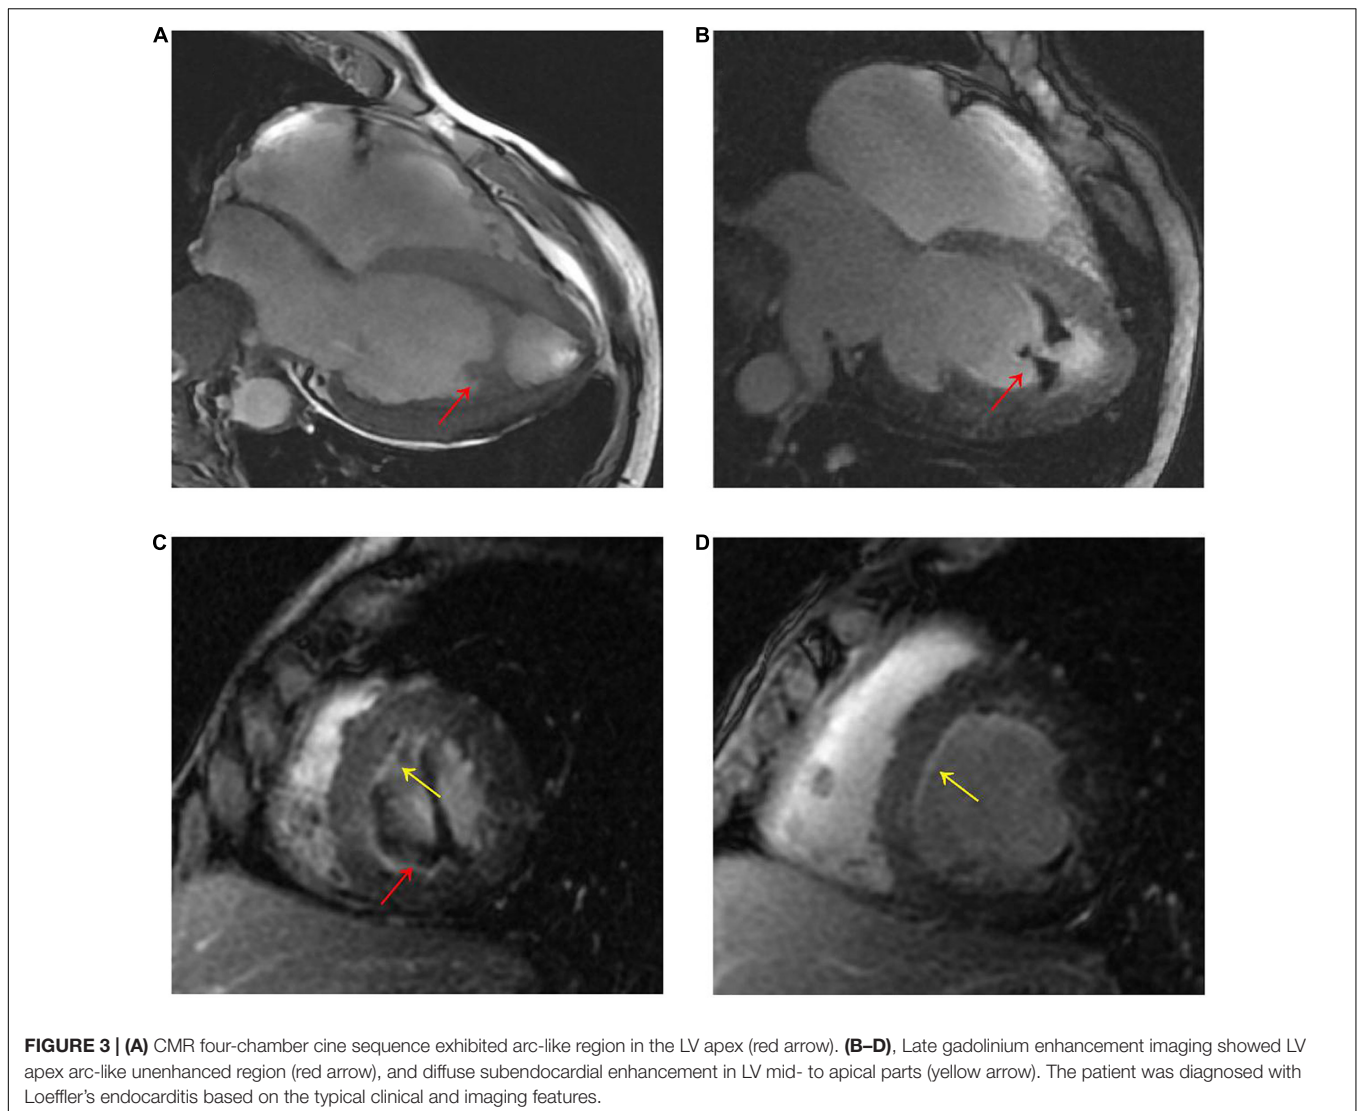 A
B
C
D
FIGURE 3 | (A) CMR four-chamber cine sequence exhibited arc-like region in the LV apex (red arrow). (B–D), Late gadolinium enhancement imaging showed LV
apex arc-like unenhanced region (red arrow), and diffuse subendocardial enhancement in LV mid- to apical parts (yellow arrow). The patient was diagnosed with
Loeffler's endocarditis based on the typical clinical and imaging features.